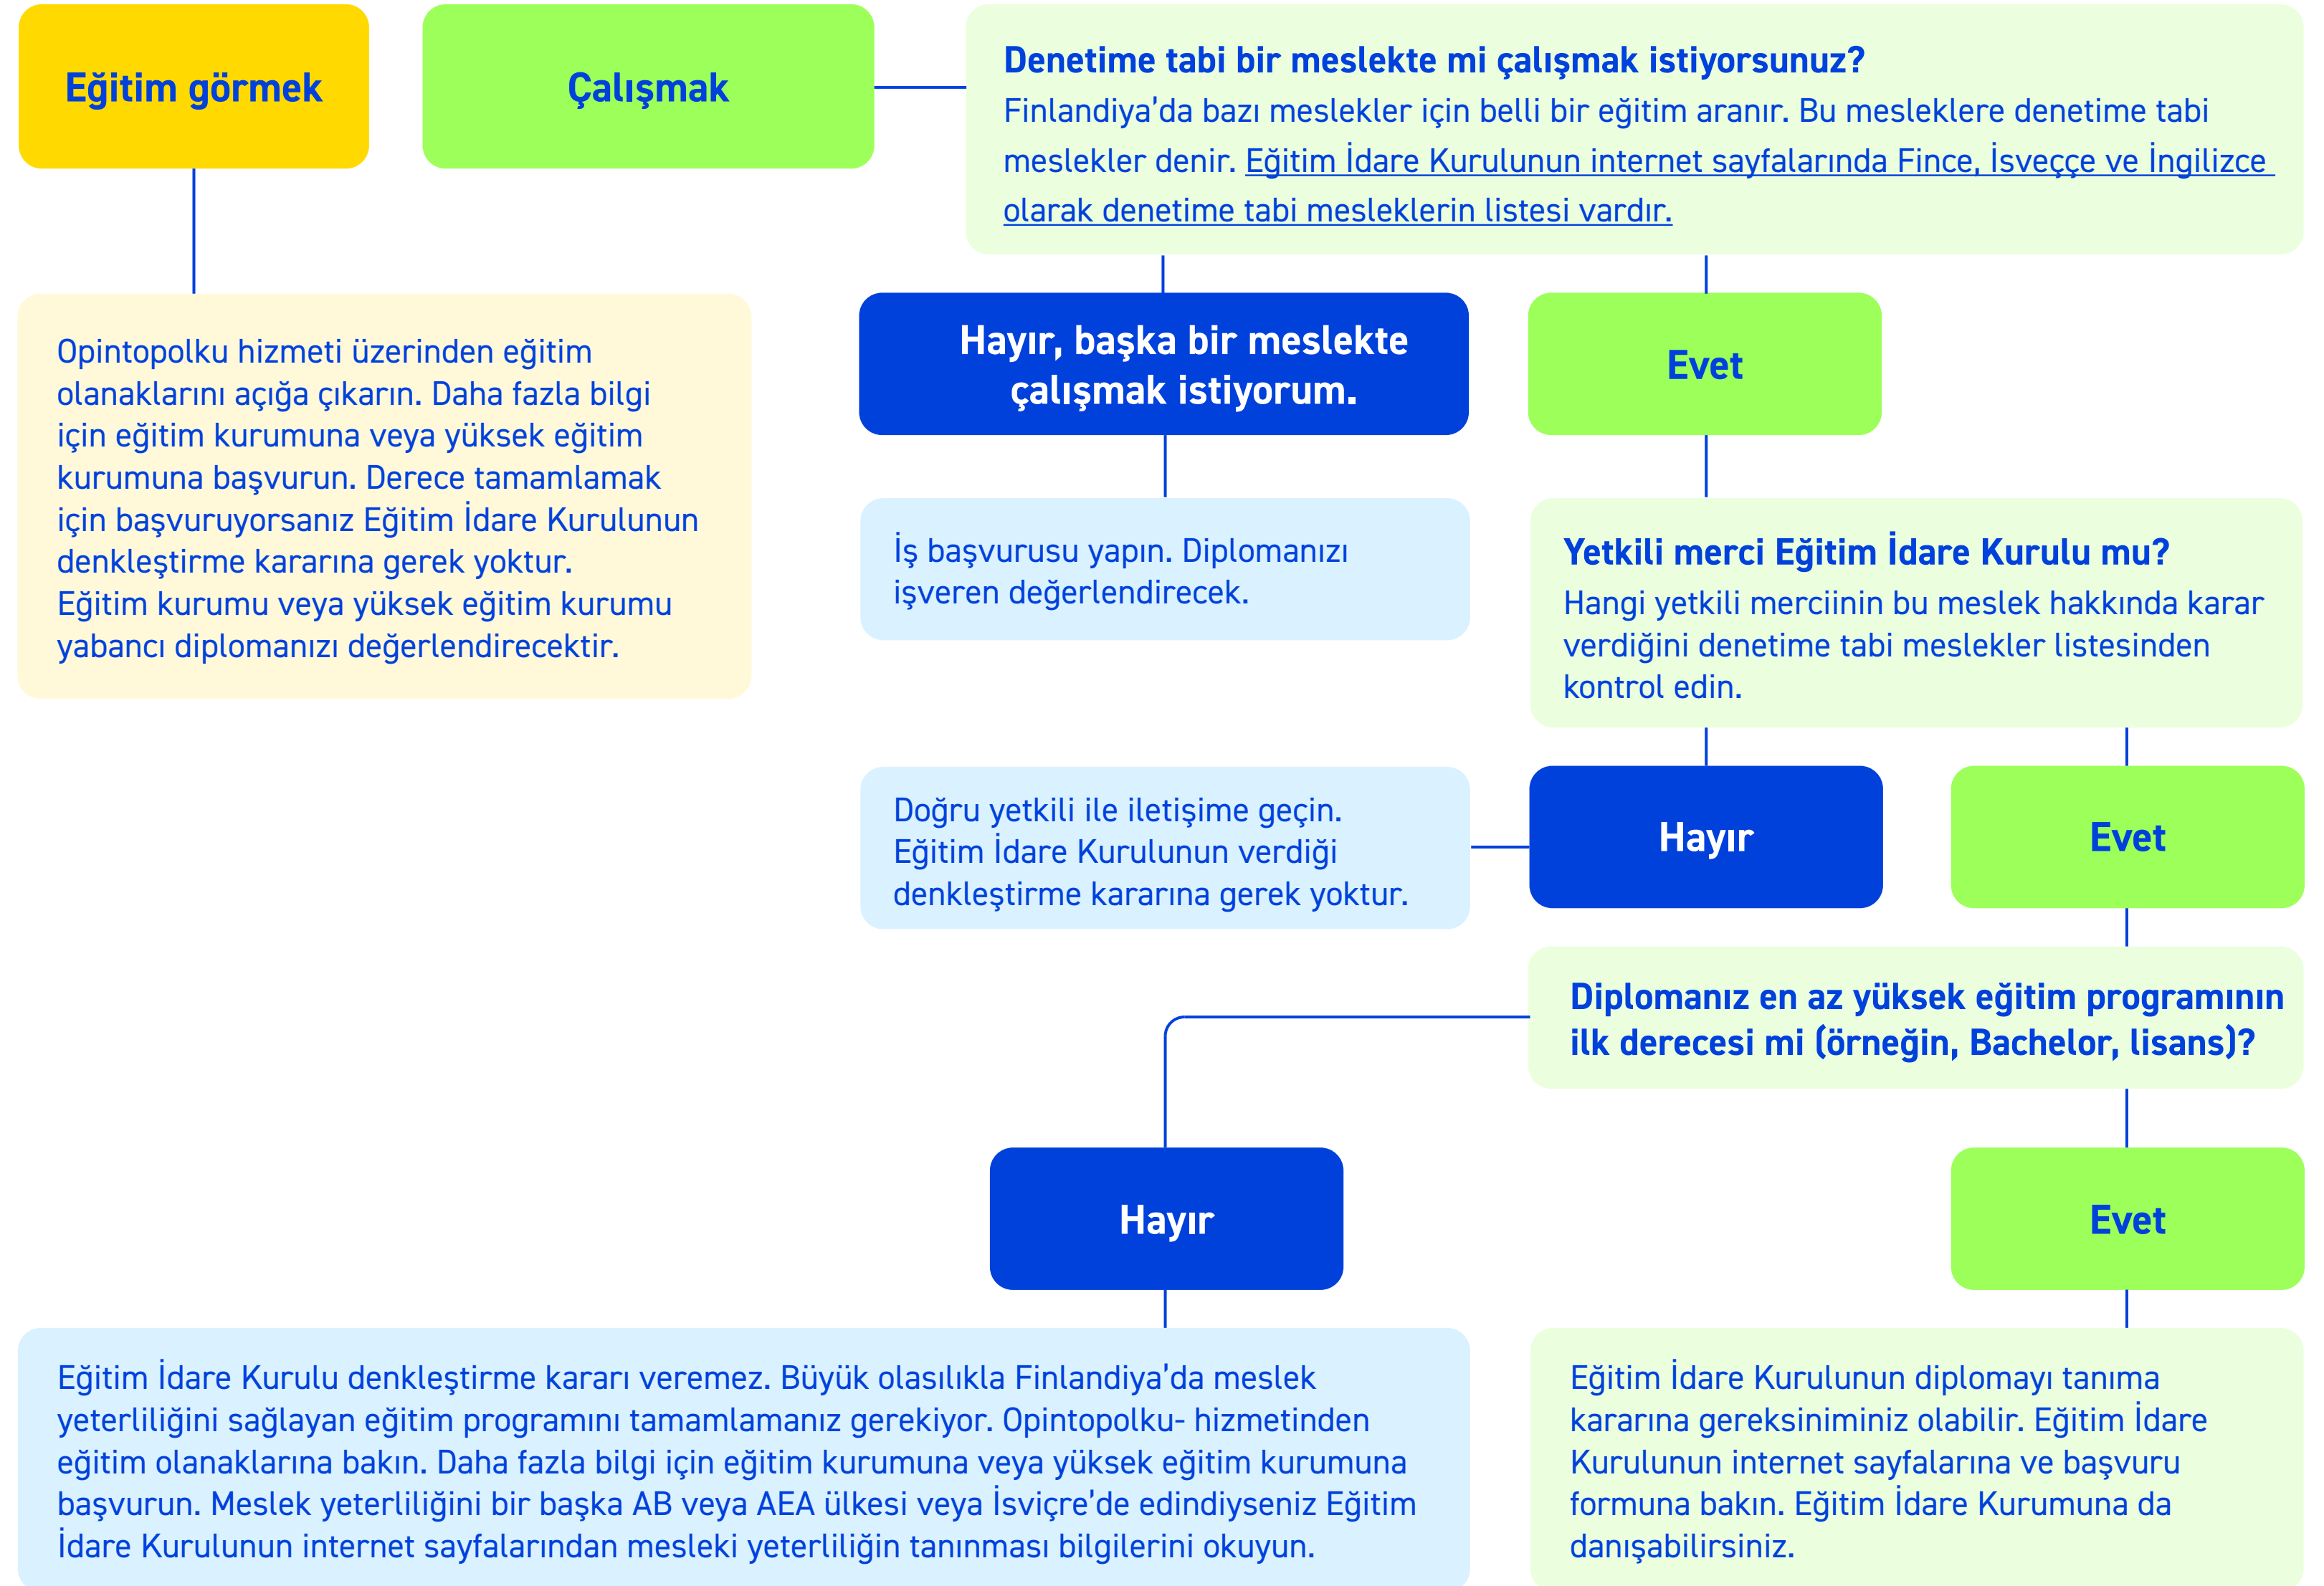 Eğitim görmek
Çalışmak
Denetime tabi bir meslekte mi çalışmak istiyorsunuz?
Finlandiya’da bazı meslekler için belli bir eğitim aranır. Bu mesleklere denetime tabi
meslekler denir. Eğitim İdare Kurulunun internet sayfalarında Fince, İsveççe ve İngilizce
olarak denetime tabi mesleklerin listesi vardır.
Opintopolku hizmeti üzerinden eğitim
olanaklarını açığa çıkarın. Daha fazla bilgi
için eğitim kurumuna veya yüksek eğitim
kurumuna başvurun. Derece tamamlamak
için başvuruyorsanız Eğitim İdare Kurulunun
denkleştirme kararına gerek yoktur.
Eğitim kurumu veya yüksek eğitim kurumu
yabancı diplomanızı değerlendirecektir.
Hayır, başka bir meslekte
çalışmak istiyorum.
Evet
İş başvurusu yapın. Diplomanızı
işveren değerlendirecek.
Yetkili merci Eğitim İdare Kurulu mu?
Hangi yetkili merciinin bu meslek hakkında karar
verdiğini denetime tabi meslekler listesinden
kontrol edin.
Doğru yetkili ile iletişime geçin.
Eğitim İdare Kurulunun verdiği
denkleştirme kararına gerek yoktur.
Hayır
Evet
Diplomanız en az yüksek eğitim programının
ilk derecesi mi (örneğin, Bachelor, lisans)?
Hayır
Evet
Eğitim İdare Kurulu denkleştirme kararı veremez. Büyük olasılıkla Finlandiya’da meslek
yeterliliğini sağlayan eğitim programını tamamlamanız gerekiyor. Opintopolku- hizmetinden
eğitim olanaklarına bakın. Daha fazla bilgi için eğitim kurumuna veya yüksek eğitim kurumuna
başvurun. Meslek yeterliliğini bir başka AB veya AEA ülkesi veya İsviçre’de edindiyseniz Eğitim
İdare Kurulunun internet sayfalarından mesleki yeterliliğin tanınması bilgilerini okuyun.
Eğitim İdare Kurulunun diplomayı tanıma
kararına gereksiniminiz olabilir. Eğitim İdare
Kurulunun internet sayfalarına ve başvuru
formuna bakın. Eğitim İdare Kurumuna da
danışabilirsiniz.